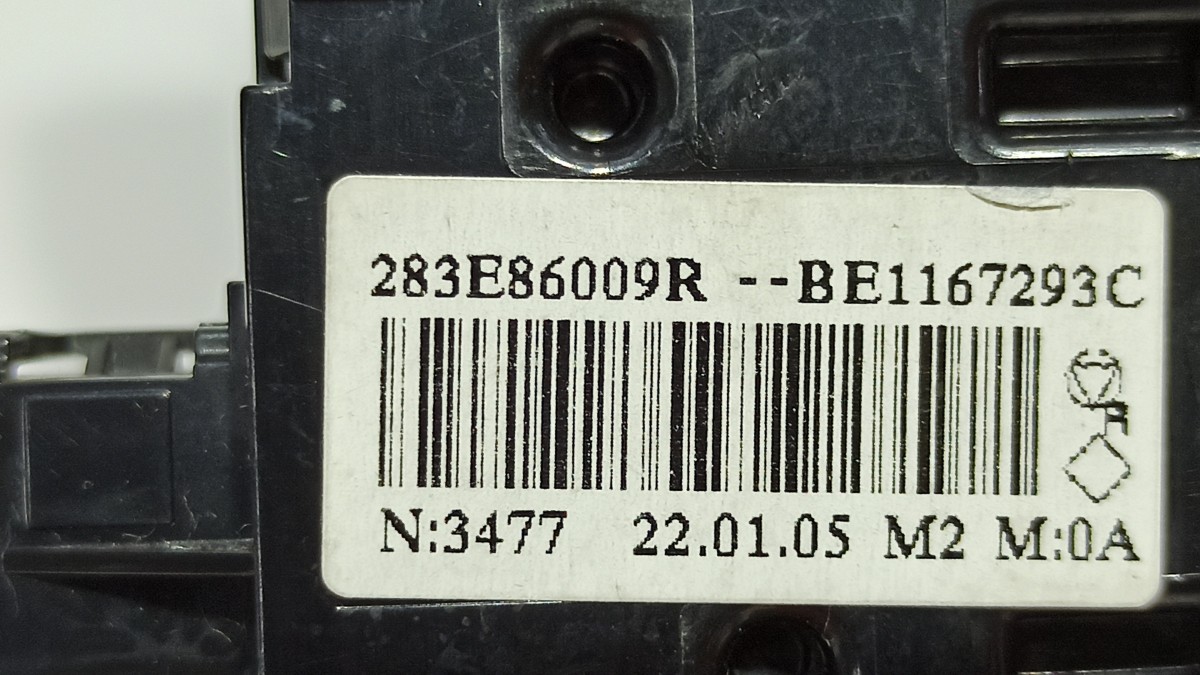 283E86009R --BE1167293C
N:3477 22.01.05 M2 M:0A